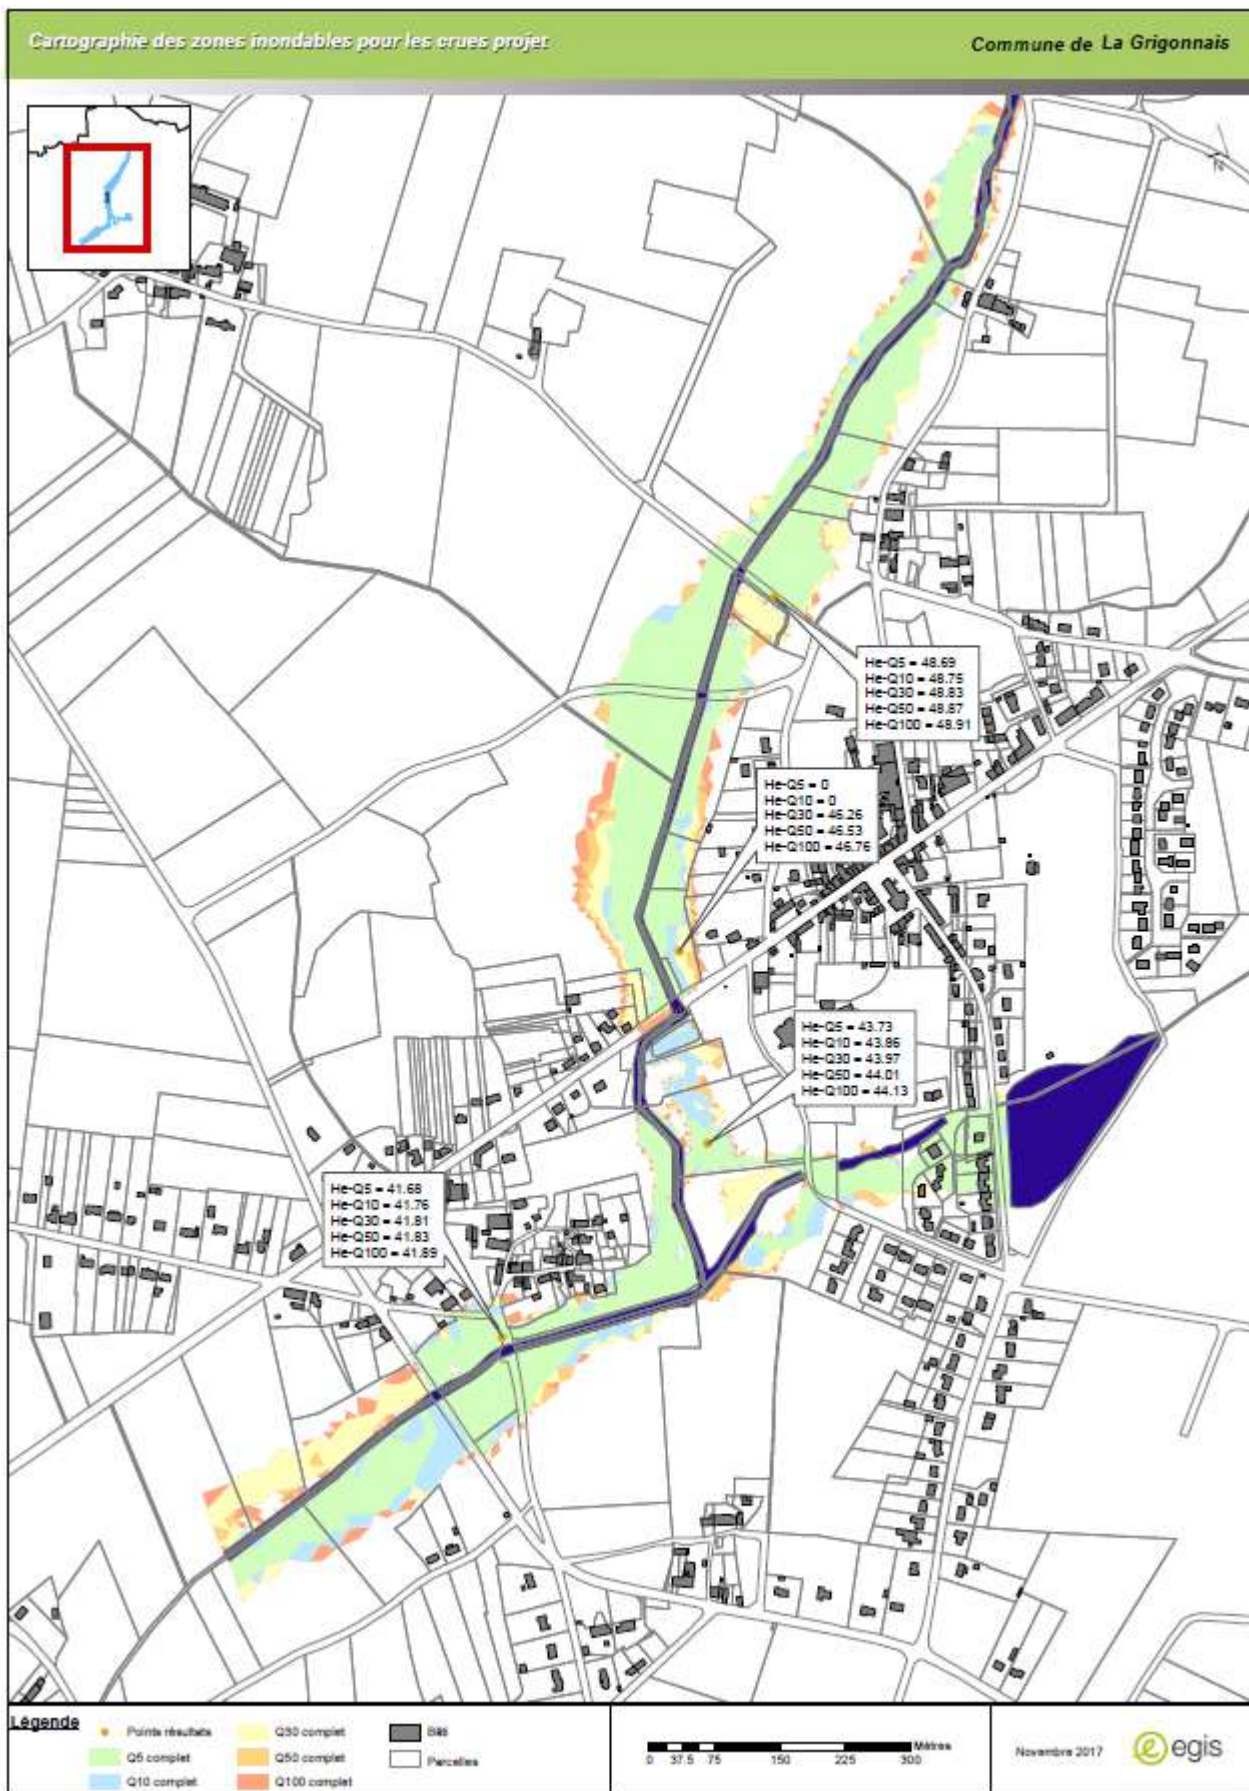 Cartographie des zones inondables pour les crues projet
Commune de La Grigonnais
He-Q5 = 48.69
He-Q10 = 48.75
He-Q30 = 48.83
He-Q50 = 48.87
He-Q100 = 48.91
He-Q5 = 0
He-Q10 = 0
He-Q30 = 46.26
He-Q50 = 46.53
He-Q100 = 46.76
He-Q5 = 43.73
He-Q10 = 43.86
He-Q30 = 43.97
He-Q50 = 44.01
He-Q100 = 44.13
He-Q5 = 41.68
He-Q10 = 41.76
He-Q30 = 41.81
He-Q50 = 41.83
He-Q100 = 41.89
Légende
Points résultats
Q5 complet
Q10 complet
Q30 complet
Q50 complet
Q100 complet
Bâti
Parcelles
Mètres
0 37.5 75 150 225 300
Novembre 2017
egis